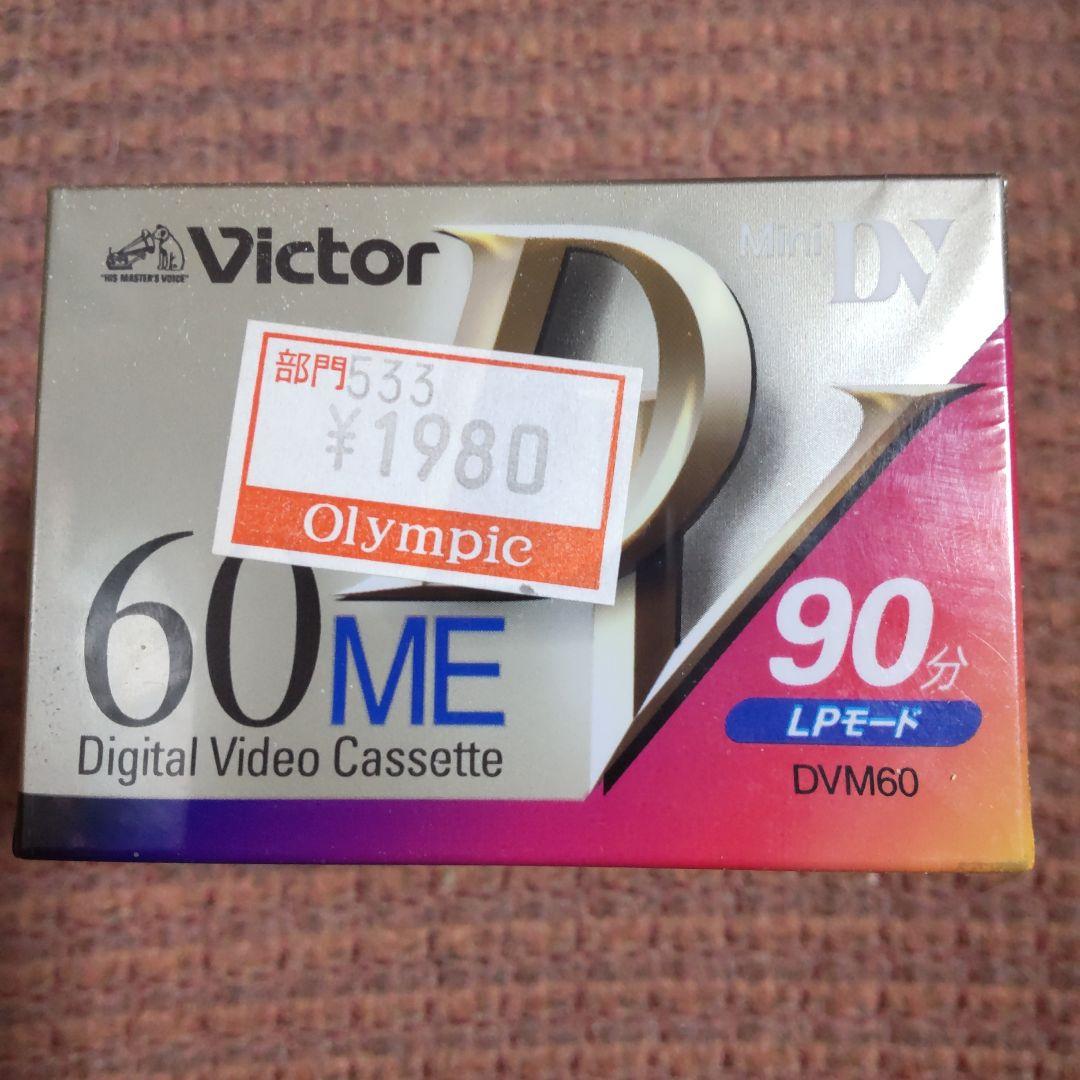 Victor
"HIS MASTER'S VOICE"
Mini DV
DV
部門533
¥1980
Olympic
60ME
Digital Video Cassette
90分
LPモード
DVM60